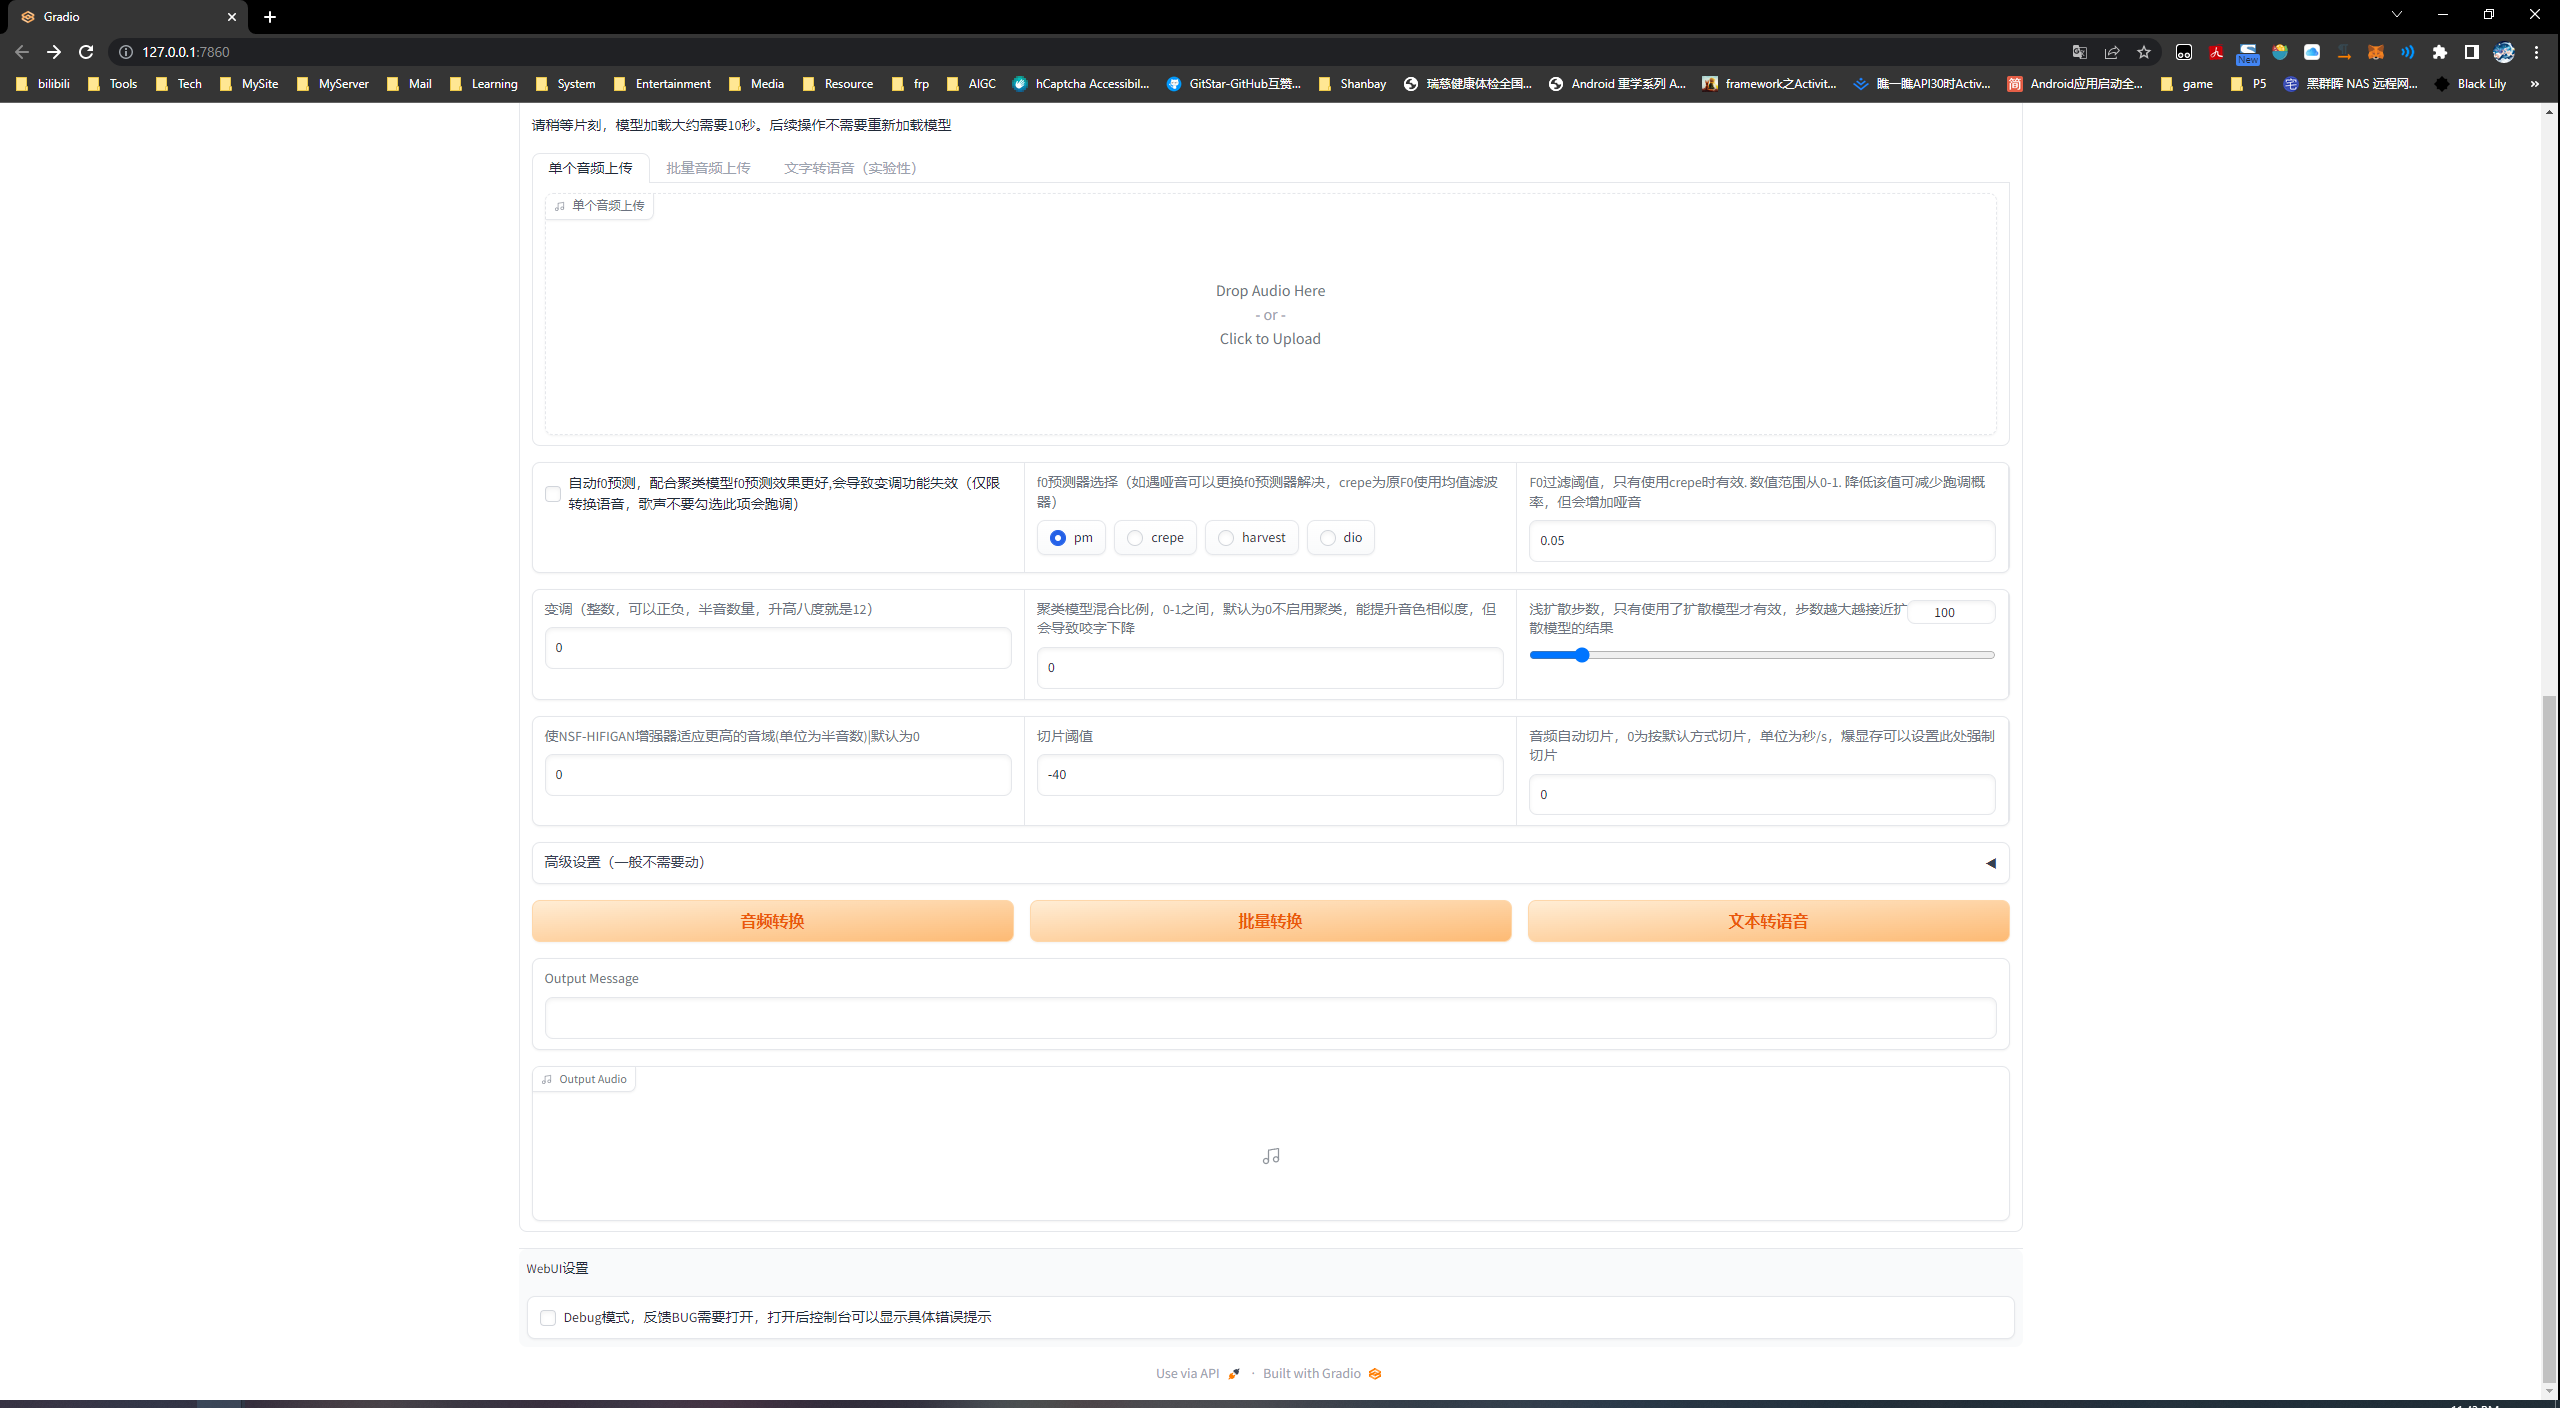 Gradio
127.0.0.1:7860
New
bilibili Tools Tech MySite MyServer Mail Learning System Entertainment Media Resource frp AIGC hCaptcha Accessibil... GitStar-GitHub互赞... Shanbay 瑞慈健康体检全国... Android 重学系列 A... framework之Activit... 瞧一瞧API30时Activ... Android应用启动全... game P5 黑群晖 NAS 远程网... Black Lily »
请稍等片刻，模型加载大约需要10秒。后续操作不需要重新加载模型
单个音频上传 批量音频上传 文字转语音（实验性）
单个音频上传
Drop Audio Here
- or -
Click to Upload
自动f0预测，配合聚类模型f0预测效果更好,会导致变调功能失效（仅限
转换语音，歌声不要勾选此项会跑调）
f0预测器选择（如遇哑音可以更换f0预测器解决，crepe为原F0使用均值滤波
器）
pm crepe harvest dio
F0过滤阈值，只有使用crepe时有效. 数值范围从0-1. 降低该值可减少跑调概
率，但会增加哑音
0.05
变调（整数，可以正负，半音数量，升高八度就是12）
0
聚类模型混合比例，0-1之间，默认为0不启用聚类，能提升音色相似度，但
会导致咬字下降
0
浅扩散步数，只有使用了扩散模型才有效，步数越大越接近扩
散模型的结果
100
使NSF-HIFIGAN增强器适应更高的音域(单位为半音数)|默认为0
0
切片阈值
-40
音频自动切片，0为按默认方式切片，单位为秒/s，爆显存可以设置此处强制
切片
0
高级设置（一般不需要动）
音频转换 批量转换 文本转语音
Output Message
Output Audio
WebUI设置
Debug模式，反馈BUG需要打开，打开后控制台可以显示具体错误提示
Use via API · Built with Gradio